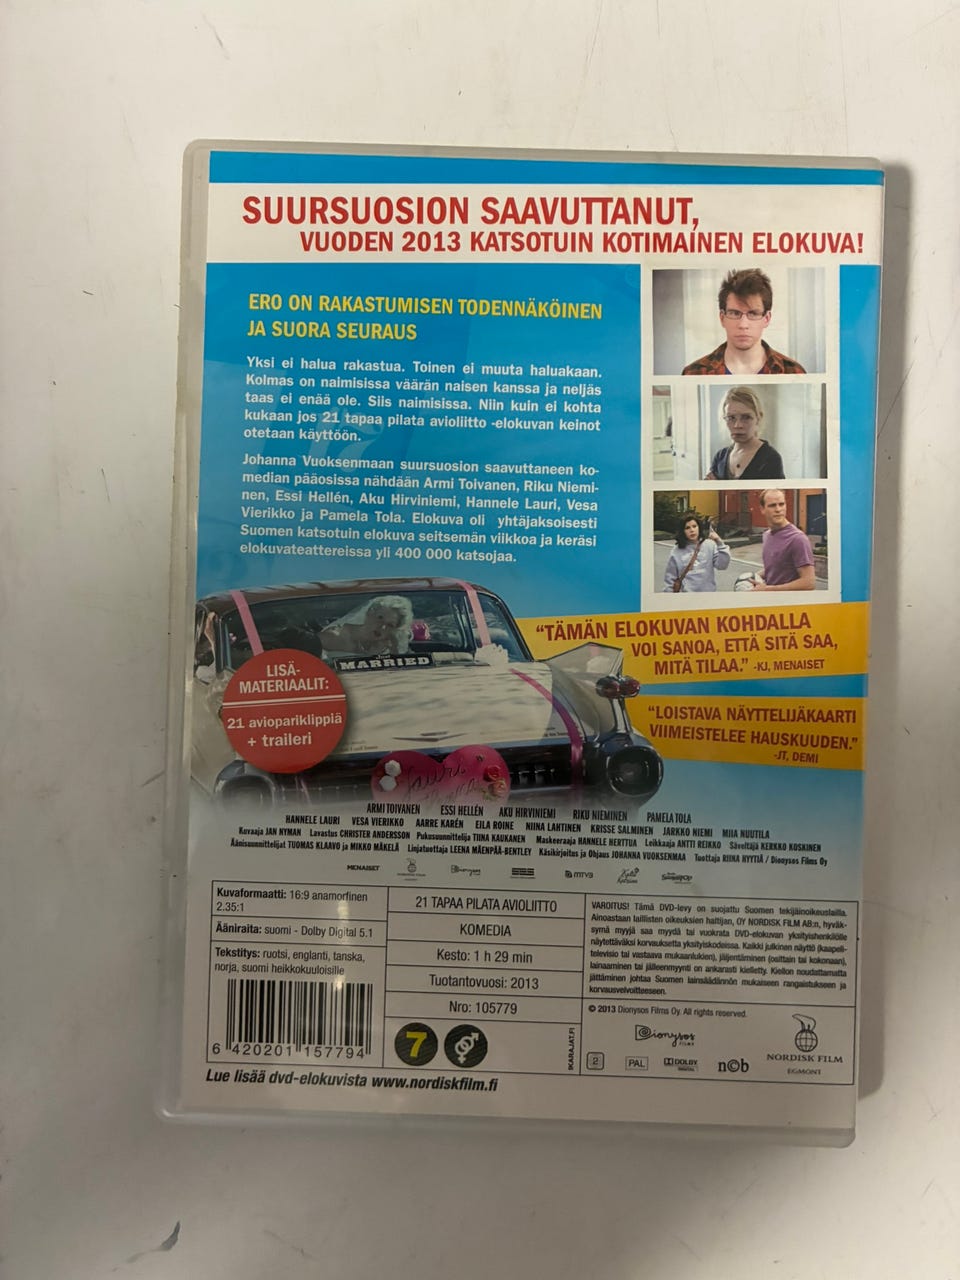 SUURSUOSION SAAVUTTANUT,
VUODEN 2013 KATSOTUIN KOTIMAINEN ELOKUVA!
ERO ON RAKASTUMISEN TODENNÄKÖINEN
JA SUORA SEURAUS
Yksi ei halua rakastua. Toinen ei muuta haluakaan.
Kolmas on naimisissa väärän naisen kanssa ja neljäs
taas ei enää ole. Siis naimisissa. Niin kuin ei kohta
kukaan jos 21 tapaa pilata avioliitto -elokuvan keinot
otetaan käyttöön.
Johanna Vuoksenmaan suursuosion saavuttaneen ko-
median pääosissa nähdään Armi Toivanen, Riku Niemi-
nen, Essi Hellén, Aku Hirviniemi, Hannele Lauri, Vesa
Vierikko ja Pamela Tola. Elokuva oli yhtäjaksoisesti
Suomen katsotuin elokuva seitsemän viikkoa ja keräsi
elokuvateattereissa yli 400 000 katsojaa.
"TÄMÄN ELOKUVAN KOHDALLA
VOI SANOA, ETTÄ SITÄ SAA,
MITÄ TILAA." -KJ, MENAISET
"LOISTAVA NÄYTTELIJÄKAARTI
VIIMEISTELEE HAUSKUUDEN."
-JT, DEMI
Just
MARRIED
LISÄ-
MATERIAALIT:
21 aviopariklippiä
+ traileri
ARMI TOIVANEN ESSI HELLÉN AKU HIRVINIEMI RIKU NIEMINEN PAMELA TOLA
HANNELE LAURI VESA VIERIKKO AARRE KARÉN EILA ROINE NIINA LAHTINEN KRISSE SALMINEN JARKKO NIEMI MIIA NUUTILA
Kuvaaja JAN NYMAN Lavastus CHRISTER ANDERSSON Pukusuunnittelija TIINA KAUKANEN Maskeeraaja HANNELE HERTTUA Leikkaaja ANTTI REIKKO Säveltäjä KERKKO KOSKINEN
Äänisuunnittelijat TUOMAS KLAAVO ja MIKKO MÄKELÄ Linjatuottaja LEENA MÄENPÄÄ-BENTLEY Käsikirjoitus ja Ohjaus JOHANNA VUOKSENMAA Tuottaja RIINA HYYTIÄ / Dionysos Films Oy
MENAISET MTV3
Kuvaformaatti: 16:9 anamorfinen
2.35:1
Ääniraita: suomi - Dolby Digital 5.1
Tekstitys: ruotsi, englanti, tanska,
norja, suomi heikkokuuloisille
6 420201 157794
21 TAPAA PILATA AVIOLIITTO
KOMEDIA
Kesto: 1 h 29 min
Tuotantovuosi: 2013
Nro: 105779
7
IKARAJAT.FI
VAROITUS! Tämä DVD-levy on suojattu Suomen tekijäinoikeuslailla.
Ainoastaan laillisten oikeuksien haltijan, OY NORDISK FILM AB:n, hyväk-
symä myyjä saa myydä tai vuokrata DVD-elokuvan yksityishenkilölle
näytettäväksi korvauksetta yksityiskodeissa. Kaikki julkinen näyttö (kaapeli-
televisio tai vastaava mukaanlukien), jäljentäminen (osittain tai kokonaan),
lainaaminen tai jälleenmyynti on ankarasti kielletty. Kiellon noudattamatta
jättäminen johtaa Suomen lainsäädännön mukaiseen rangaistukseen ja
korvausvelvoitteeseen.
© 2013 Dionysos Films Oy. All rights reserved.
Dionysos
FILMS
2 PAL DOLBY DIGITAL n©b
NORDISK FILM
EGMONT
Lue lisää dvd-elokuvista www.nordiskfilm.fi